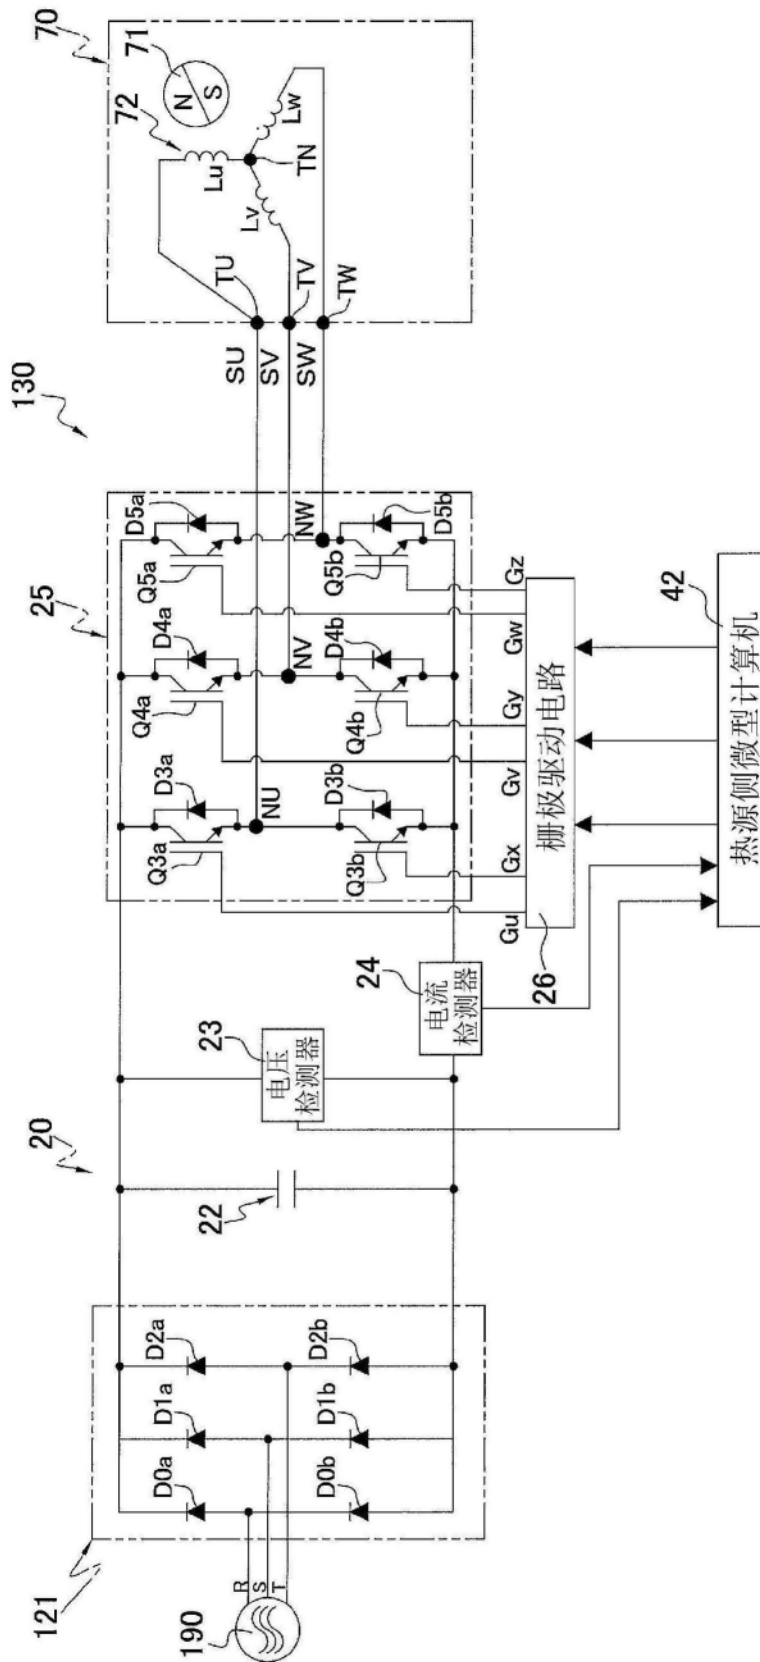 130
20
25
70
71
72
N
S
Lu
Lv
Lw
TN
TU
TV
TW
SU
SV
SW
121
D0a
D1a
D2a
D0b
D1b
D2b
R
S
T
190
22
23
电压
检测器
24
电流
检测器
Q3a
D3a
Q4a
D4a
Q5a
D5a
NU
NV
NW
Q3b
D3b
Q4b
D4b
Q5b
D5b
Gu
Gx
Gv
Gy
Gw
Gz
26
栅极驱动电路
42
热源侧微型计算机